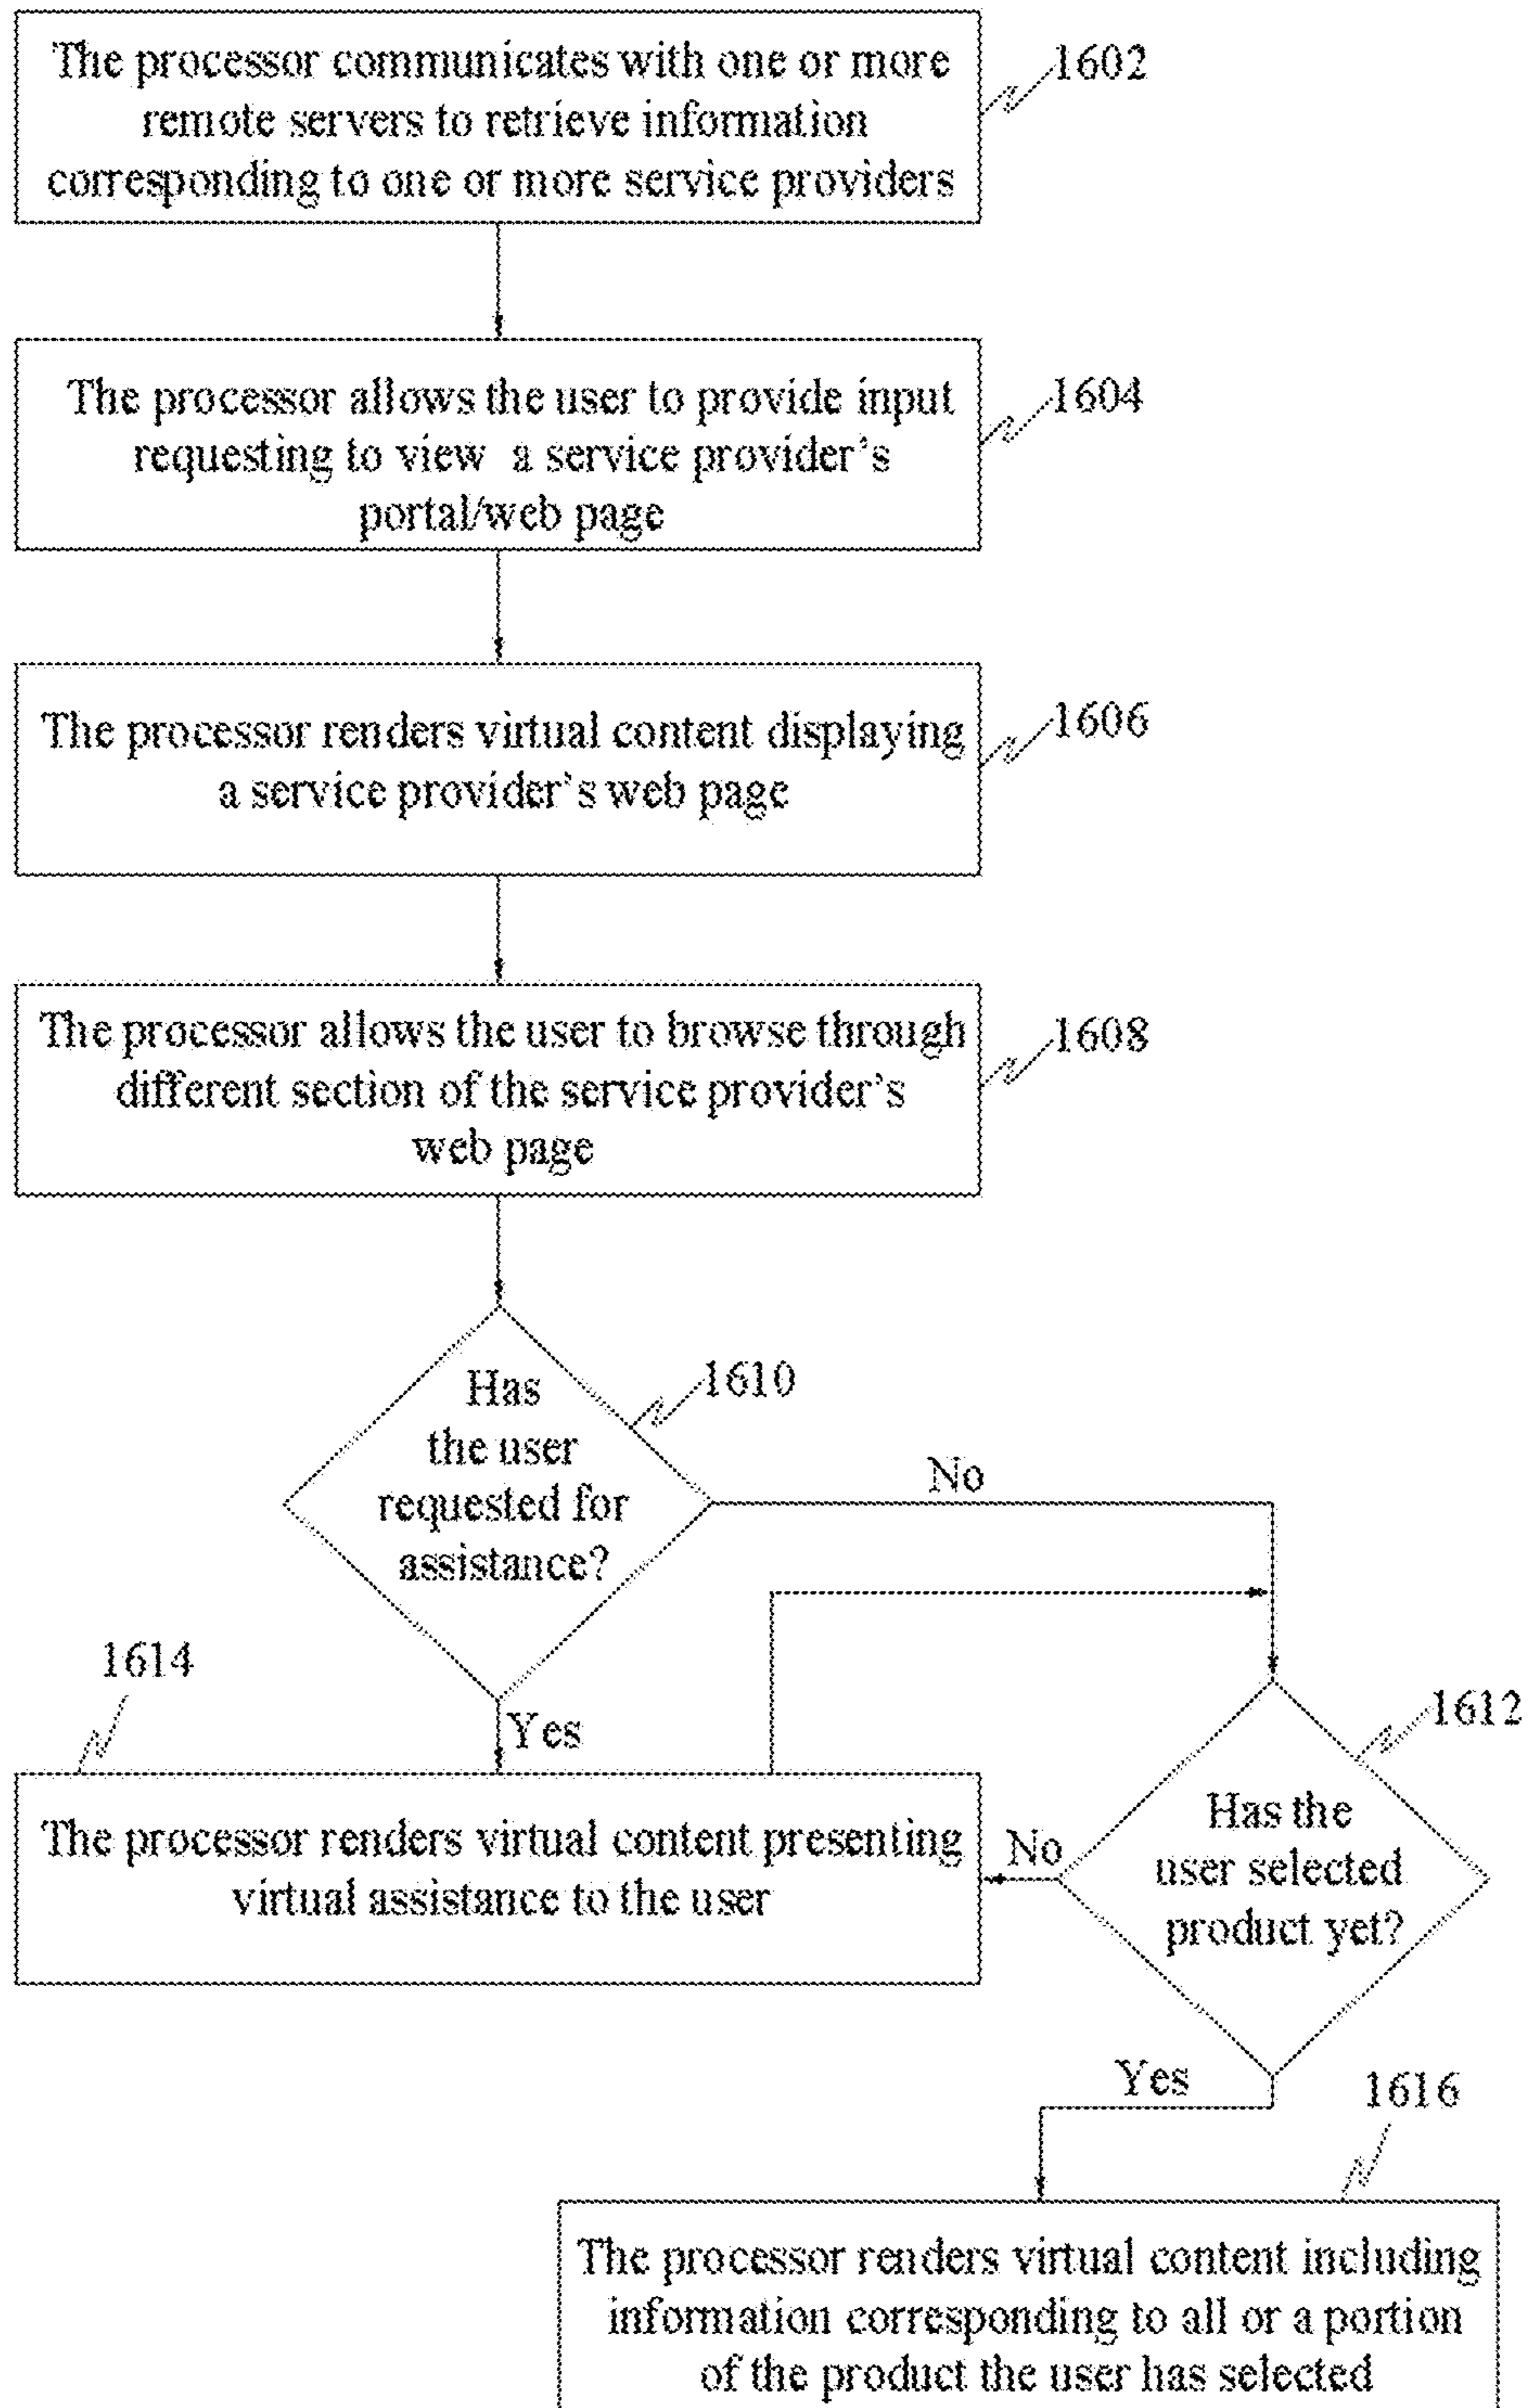 The processor communicates with one or more
remote servers to retrieve information
corresponding to one or more service providers
1602
The processor allows the user to provide input
requesting to view a service provider's
portal/web page
1604
The processor renders virtual content displaying
a service provider's web page
1606
The processor allows the user to browse through
different section of the service provider's
web page
1608
Has
the user
requested for
assistance?
1610
No
Yes
1614
The processor renders virtual content presenting
virtual assistance to the user
1612
Has the
user selected
product yet?
No
Yes
1616
The processor renders virtual content including
information corresponding to all or a portion
of the product the user has selected